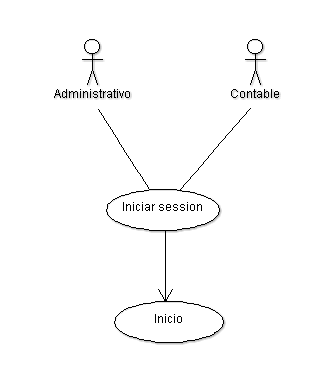 Administrativo
Contable
Iniciar session
Inicio